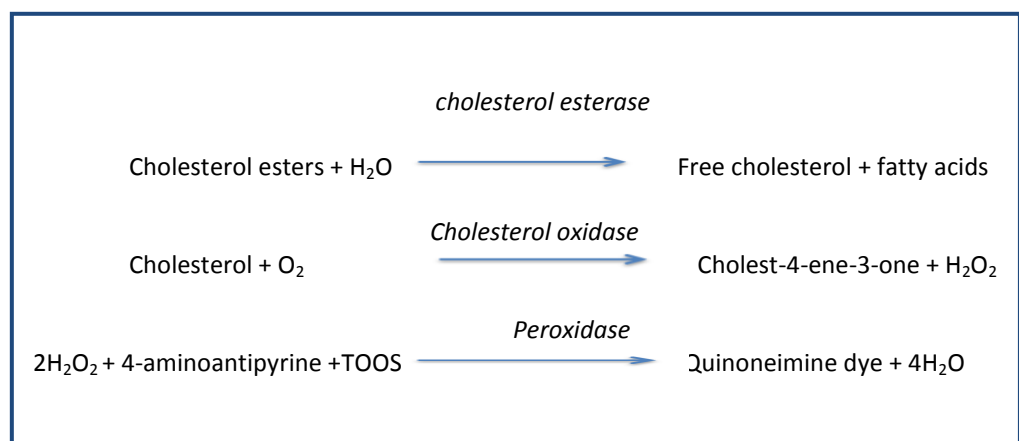 cholesterol esterase
Cholesterol esters + H₂O Free cholesterol + fatty acids
Cholesterol oxidase
Cholesterol + O₂ Cholest-4-ene-3-one + H₂O₂
Peroxidase
2H₂O₂ + 4-aminoantipyrine +TOOS Quinoneimine dye + 4H₂O